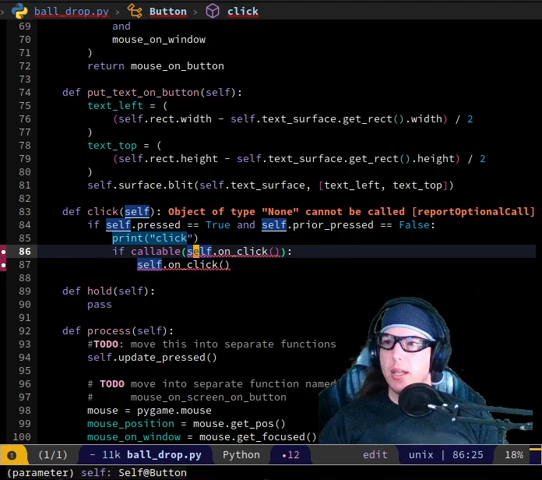 ball_drop.py > Button > click
69 and
70 mouse_on_window
71 )
72 return mouse_on_button
73
74 def put_text_on_button(self):
75 text_left = (
76 (self.rect.width - self.text_surface.get_rect().width) / 2
77 )
78 text_top = (
79 (self.rect.height - self.text_surface.get_rect().height) / 2
80 )
81 self.surface.blit(self.text_surface, [text_left, text_top])
82
83 def click(self): Object of type "None" cannot be called [reportOptionalCall]
84 if self.pressed == True and self.prior_pressed == False:
85 print("click")
86 if callable(self.on_click()):
87 self.on_click()
88
89 def hold(self):
90 pass
91
92 def process(self):
93 #TODO: move this into separate functions
94 self.update_pressed()
95
96 # TODO move into separate function named
97 # mouse_on_screen_on_button
98 mouse = pygame.mouse
99 mouse_position = mouse.get_pos()
100 mouse_on_window = mouse.get_focused()
(1/1) - 11k ball_drop.py Python •12 edit unix | 86:25 18%
(parameter) self: Self@Button